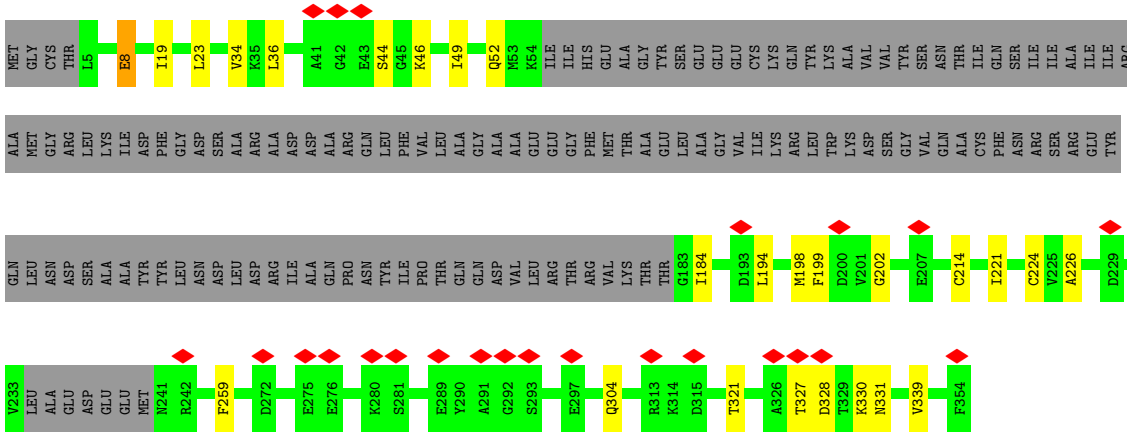 MET GLY CYS THR L5 E8 I19 L23 V34 K35 L36 A41 G42 E43 S44 G45 K46 I49 Q52 M53 K54 ILE ILE HIS GLU ALA GLY TYR SER GLU GLU GLU CYS LYS GLN TYR LYS ALA VAL VAL TYR SER ASN THR ILE GLN SER ILE ILE ALA ILE ILE ARG
ALA MET GLY ARG LEU LYS ILE ASP PHE GLY ASP SER ALA ARG ALA ASP ASP ALA ARG GLN LEU PHE VAL LEU ALA GLY ALA ALA GLU GLU GLY PHE MET THR ALA GLU LEU ALA GLY VAL ILE LYS ARG LEU TRP LYS ASP SER GLY VAL GLN ALA CYS PHE ASN ARG SER ARG GLU TYR
GLN LEU ASN ASP SER ALA ALA TYR TYR LEU ASN ASP LEU ASP ARG ILE ALA GLN PRO ASN TYR ILE PRO THR GLN GLN ASP VAL LEU ARG THR ARG VAL LYS THR THR G183 I184 D193 L194 M198 F199 D200 V201 G202 E207 C214 I221 C224 V225 A226 D229
V233 LEU ALA GLU ASP GLU GLU MET N241 R242 F259 D272 E275 E276 K280 S281 E289 Y290 A291 G292 S293 E297 Q304 R313 K314 D315 T321 A326 T327 D328 T329 K330 N331 V339 F354